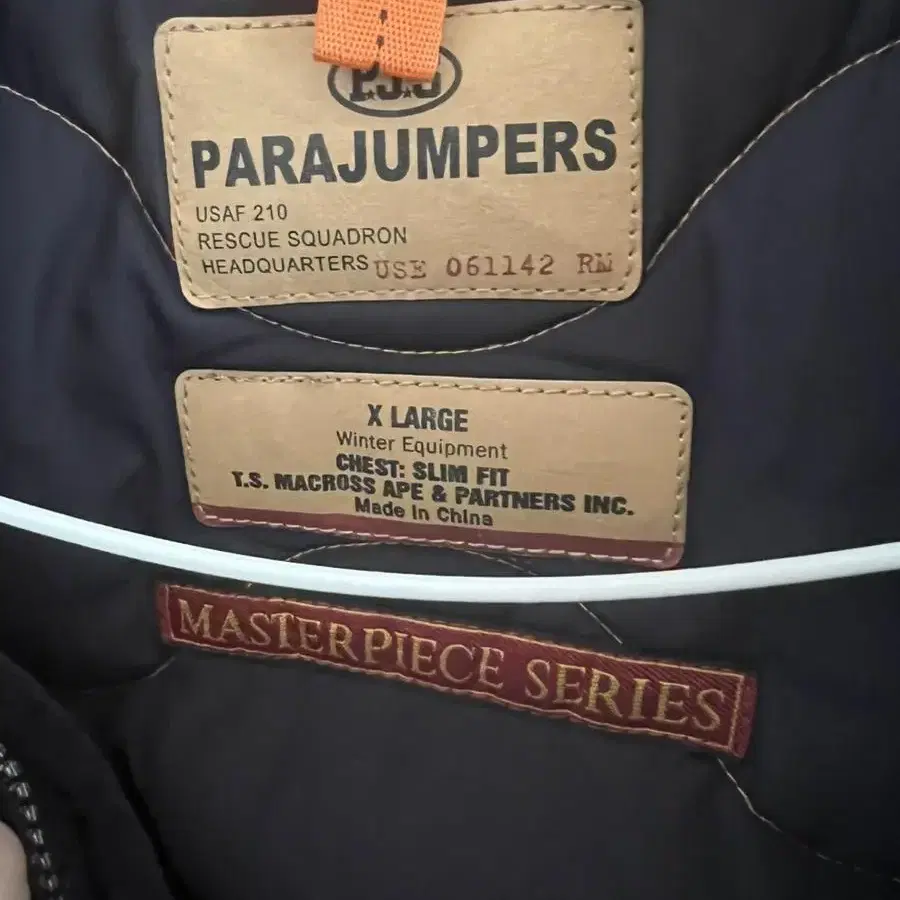 P.J.S
PARAJUMPERS
USAF 210
RESCUE SQUADRON
HEADQUARTERS USE 061142 RM
X LARGE
Winter Equipment
CHEST: SLIM FIT
T.S. MACROSS APE & PARTNERS INC.
Made in China
MASTERPIECE SERIES